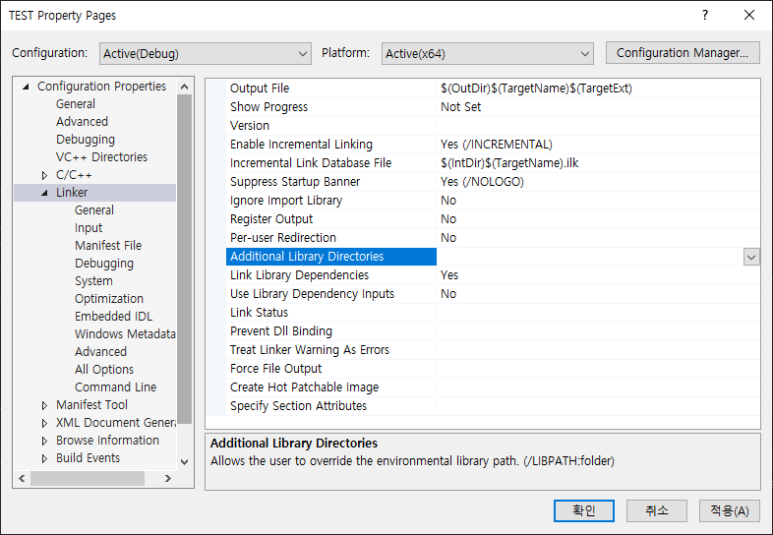 TEST Property Pages
Configuration: Active(Debug) Platform: Active(x64) Configuration Manager...
Configuration Properties
General
Advanced
Debugging
VC++ Directories
C/C++
Linker
General
Input
Manifest File
Debugging
System
Optimization
Embedded IDL
Windows Metadata
Advanced
All Options
Command Line
Manifest Tool
XML Document Genera
Browse Information
Build Events
Output File $(OutDir)$(TargetName)$(TargetExt)
Show Progress Not Set
Version
Enable Incremental Linking Yes (/INCREMENTAL)
Incremental Link Database File $(IntDir)$(TargetName).ilk
Suppress Startup Banner Yes (/NOLOGO)
Ignore Import Library No
Register Output No
Per-user Redirection No
Additional Library Directories
Link Library Dependencies Yes
Use Library Dependency Inputs No
Link Status
Prevent Dll Binding
Treat Linker Warning As Errors
Force File Output
Create Hot Patchable Image
Specify Section Attributes
Additional Library Directories
Allows the user to override the environmental library path. (/LIBPATH:folder)
확인 취소 적용(A)